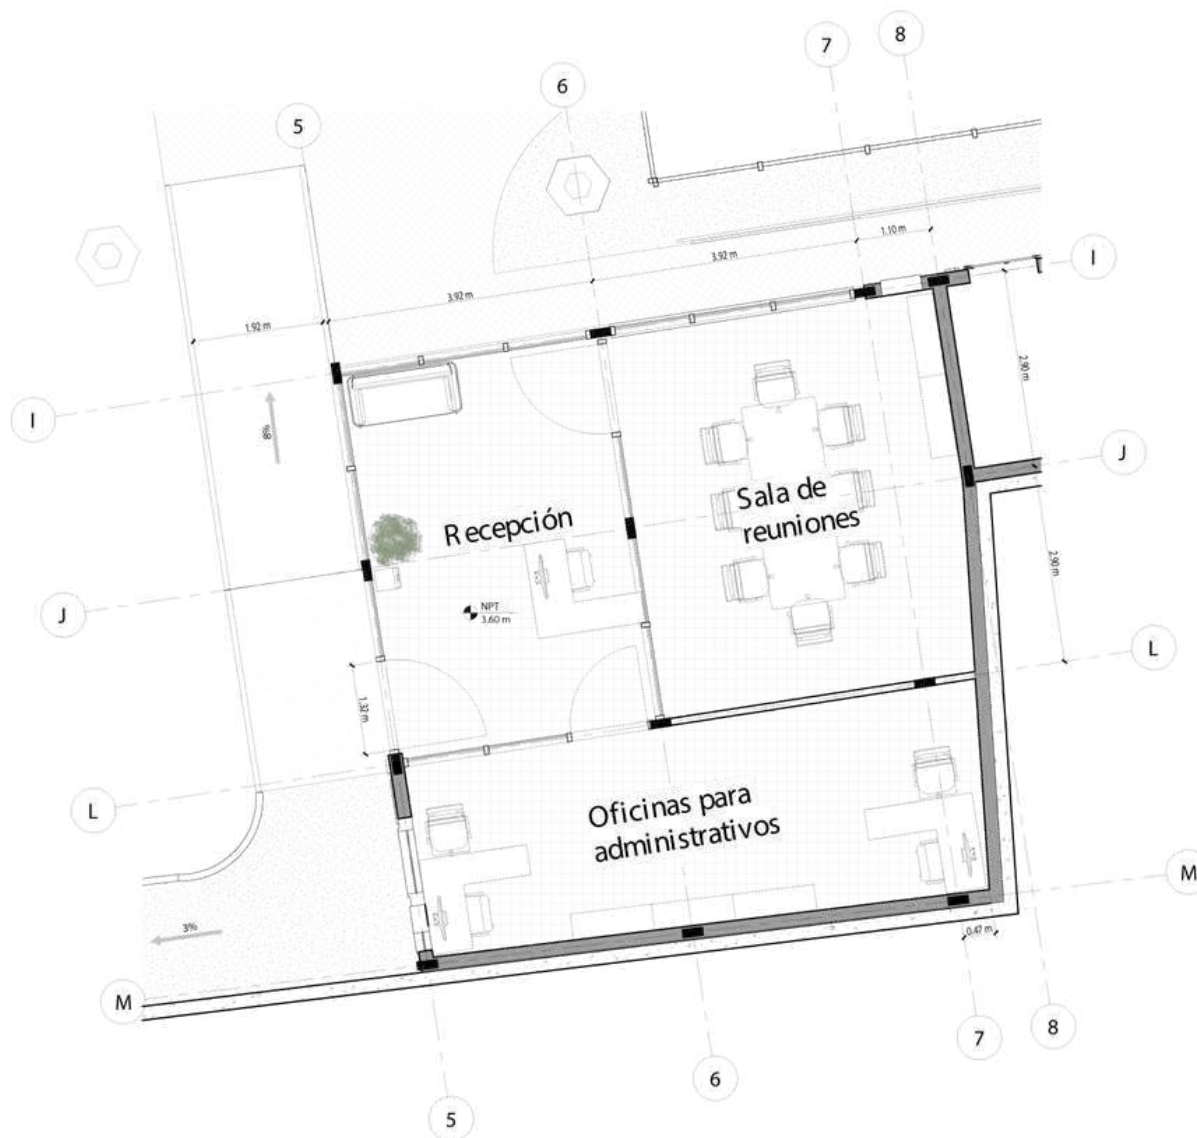 7
8
6
5
1.10 m
3.92 m
I
3.92 m
1.92 m
2.90 m
I
8%
J
Sala de
reuniones
Recepción
2.90 m
NPT
3.60 m
J
L
1.32 m
Oficinas para
administrativos
L
M
3%
0.47 m
M
7
8
6
5